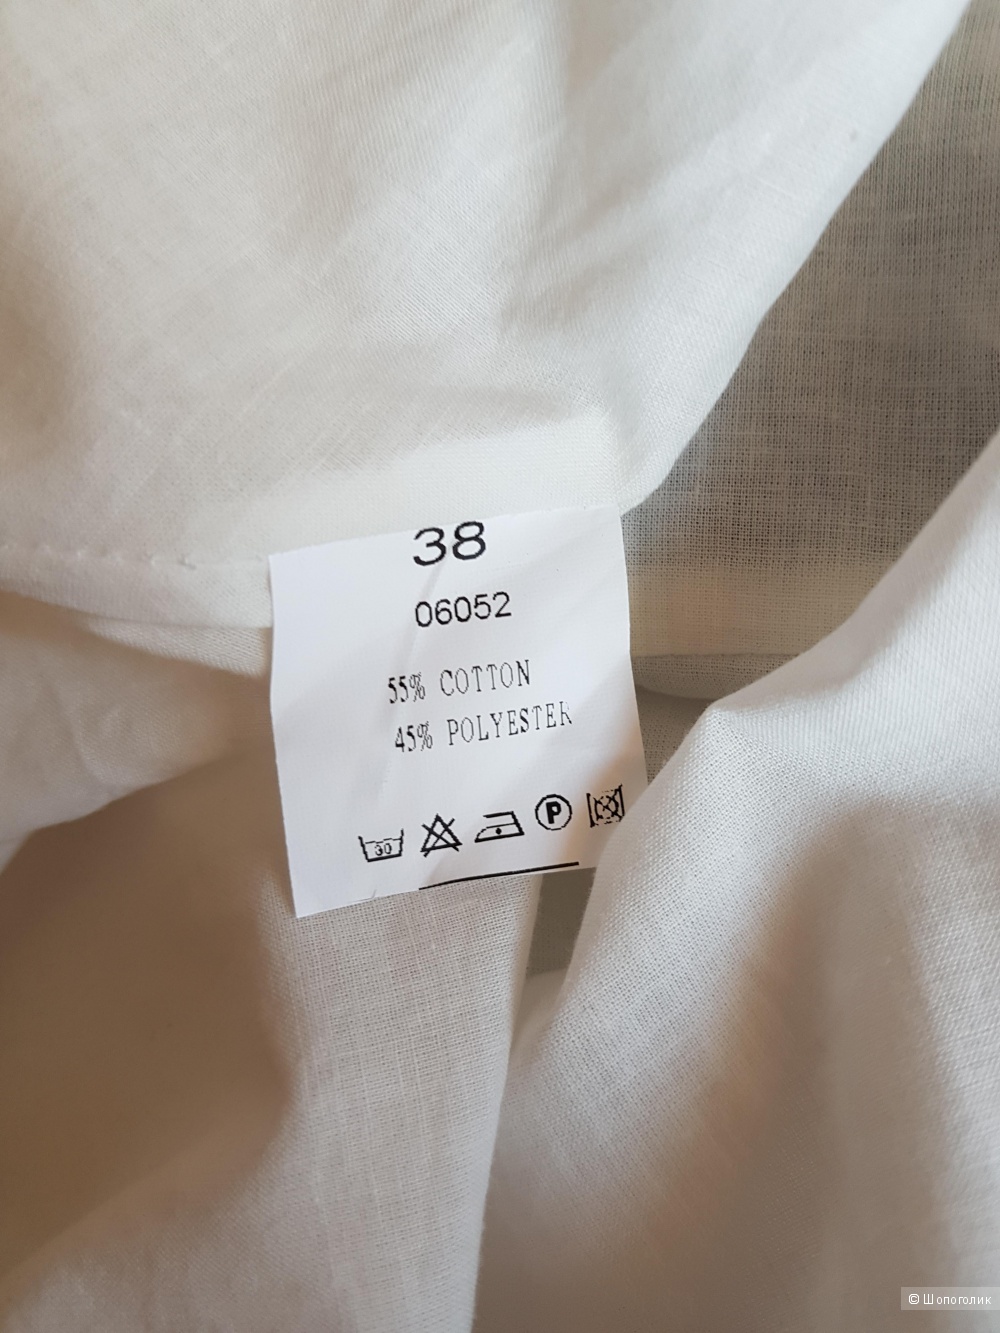 38
06052
55% COTTON
45% POLYESTER
30
P
© Шопоголик